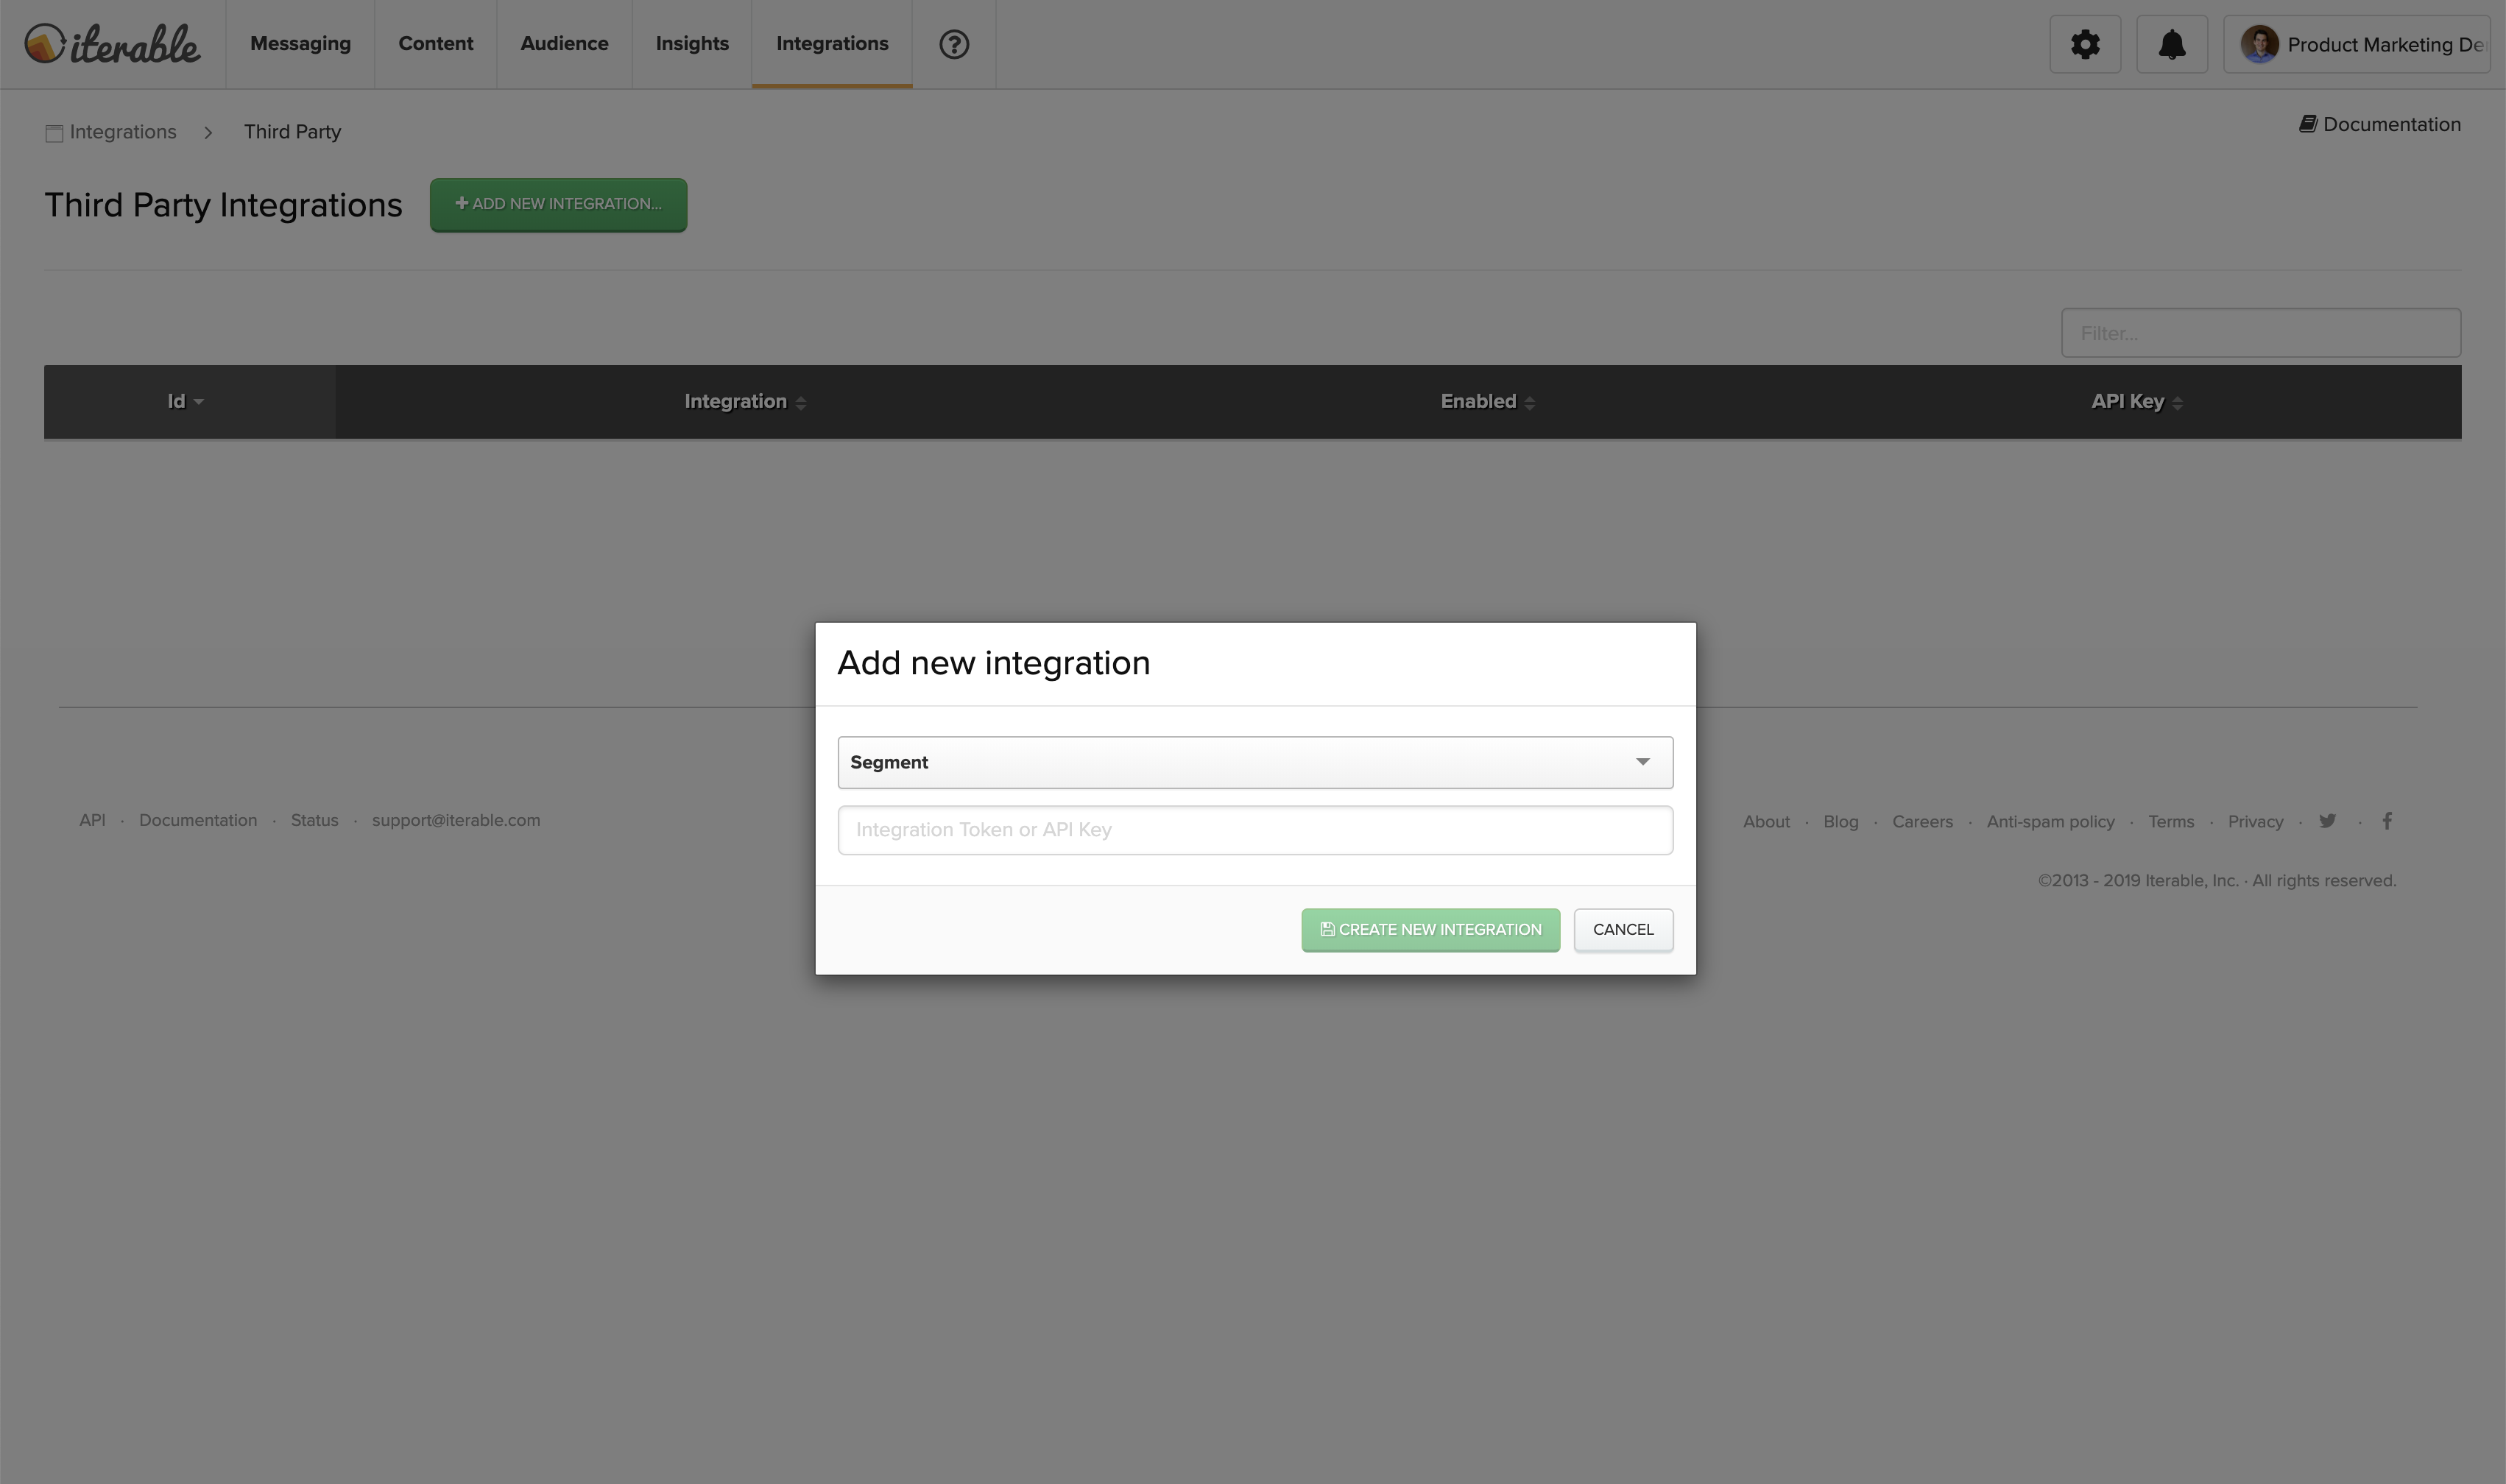 iterable
Messaging
Content
Audience
Insights
Integrations
?
Product Marketing De
Integrations > Third Party
Documentation
Third Party Integrations
+ ADD NEW INTEGRATION...
Filter...
Id
Integration
Enabled
API Key
Add new integration
Segment
Integration Token or API Key
CREATE NEW INTEGRATION
CANCEL
API · Documentation · Status · support@iterable.com
About · Blog · Careers · Anti-spam policy · Terms · Privacy · ·
©2013 - 2019 Iterable, Inc. · All rights reserved.